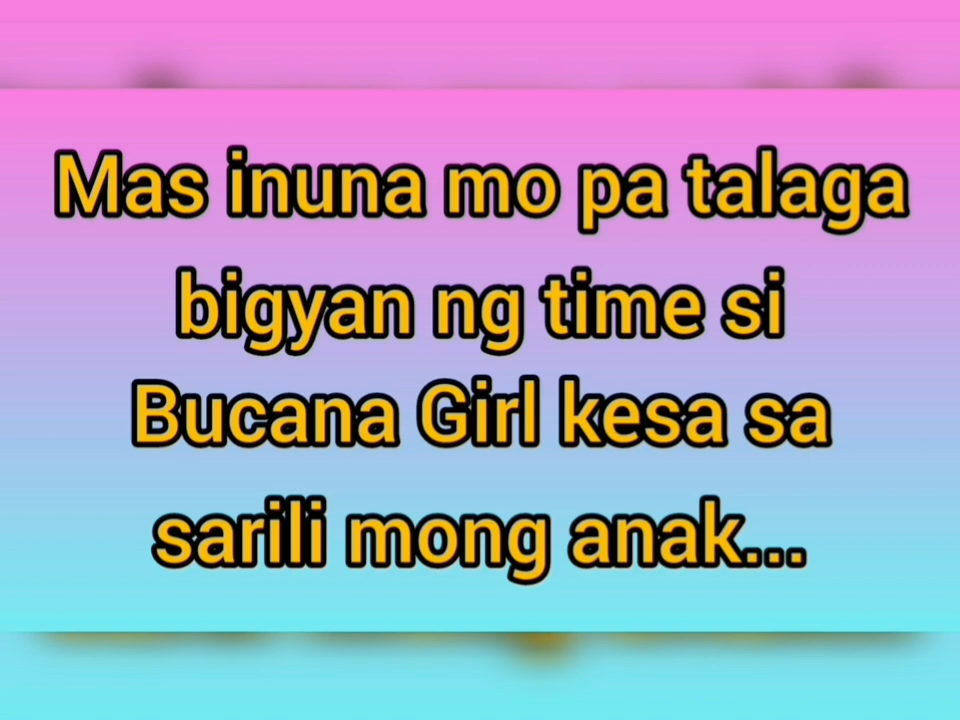 Mas inuna mo pa talaga
bigyan ng time si
Bucana Girl kesa sa
sarili mong anak...